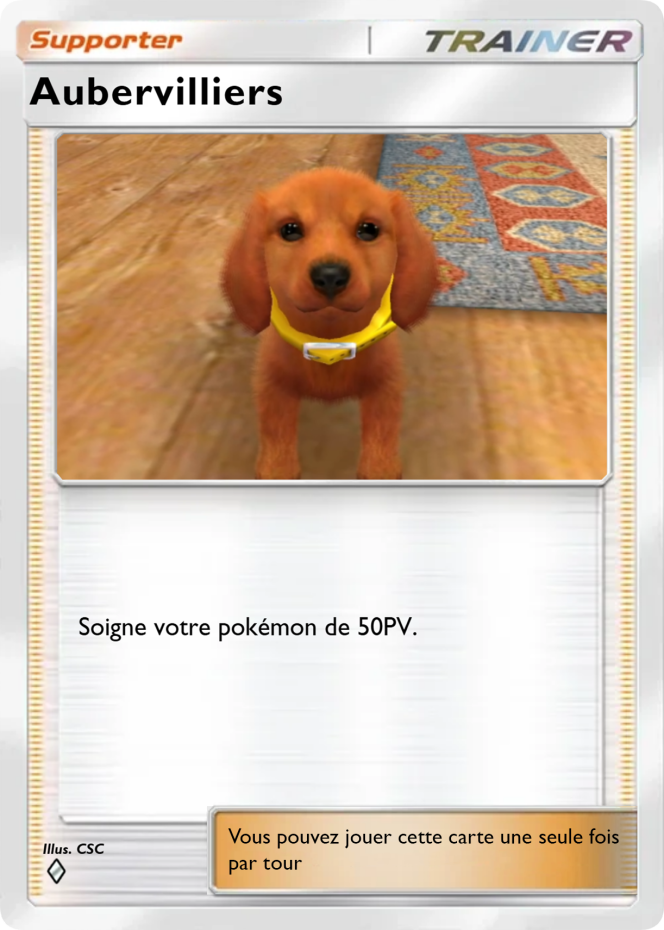 Supporter
TRAINER
Aubervilliers
Soigne votre pokémon de 50PV.
Vous pouvez jouer cette carte une seule fois
par tour
Illus. CSC